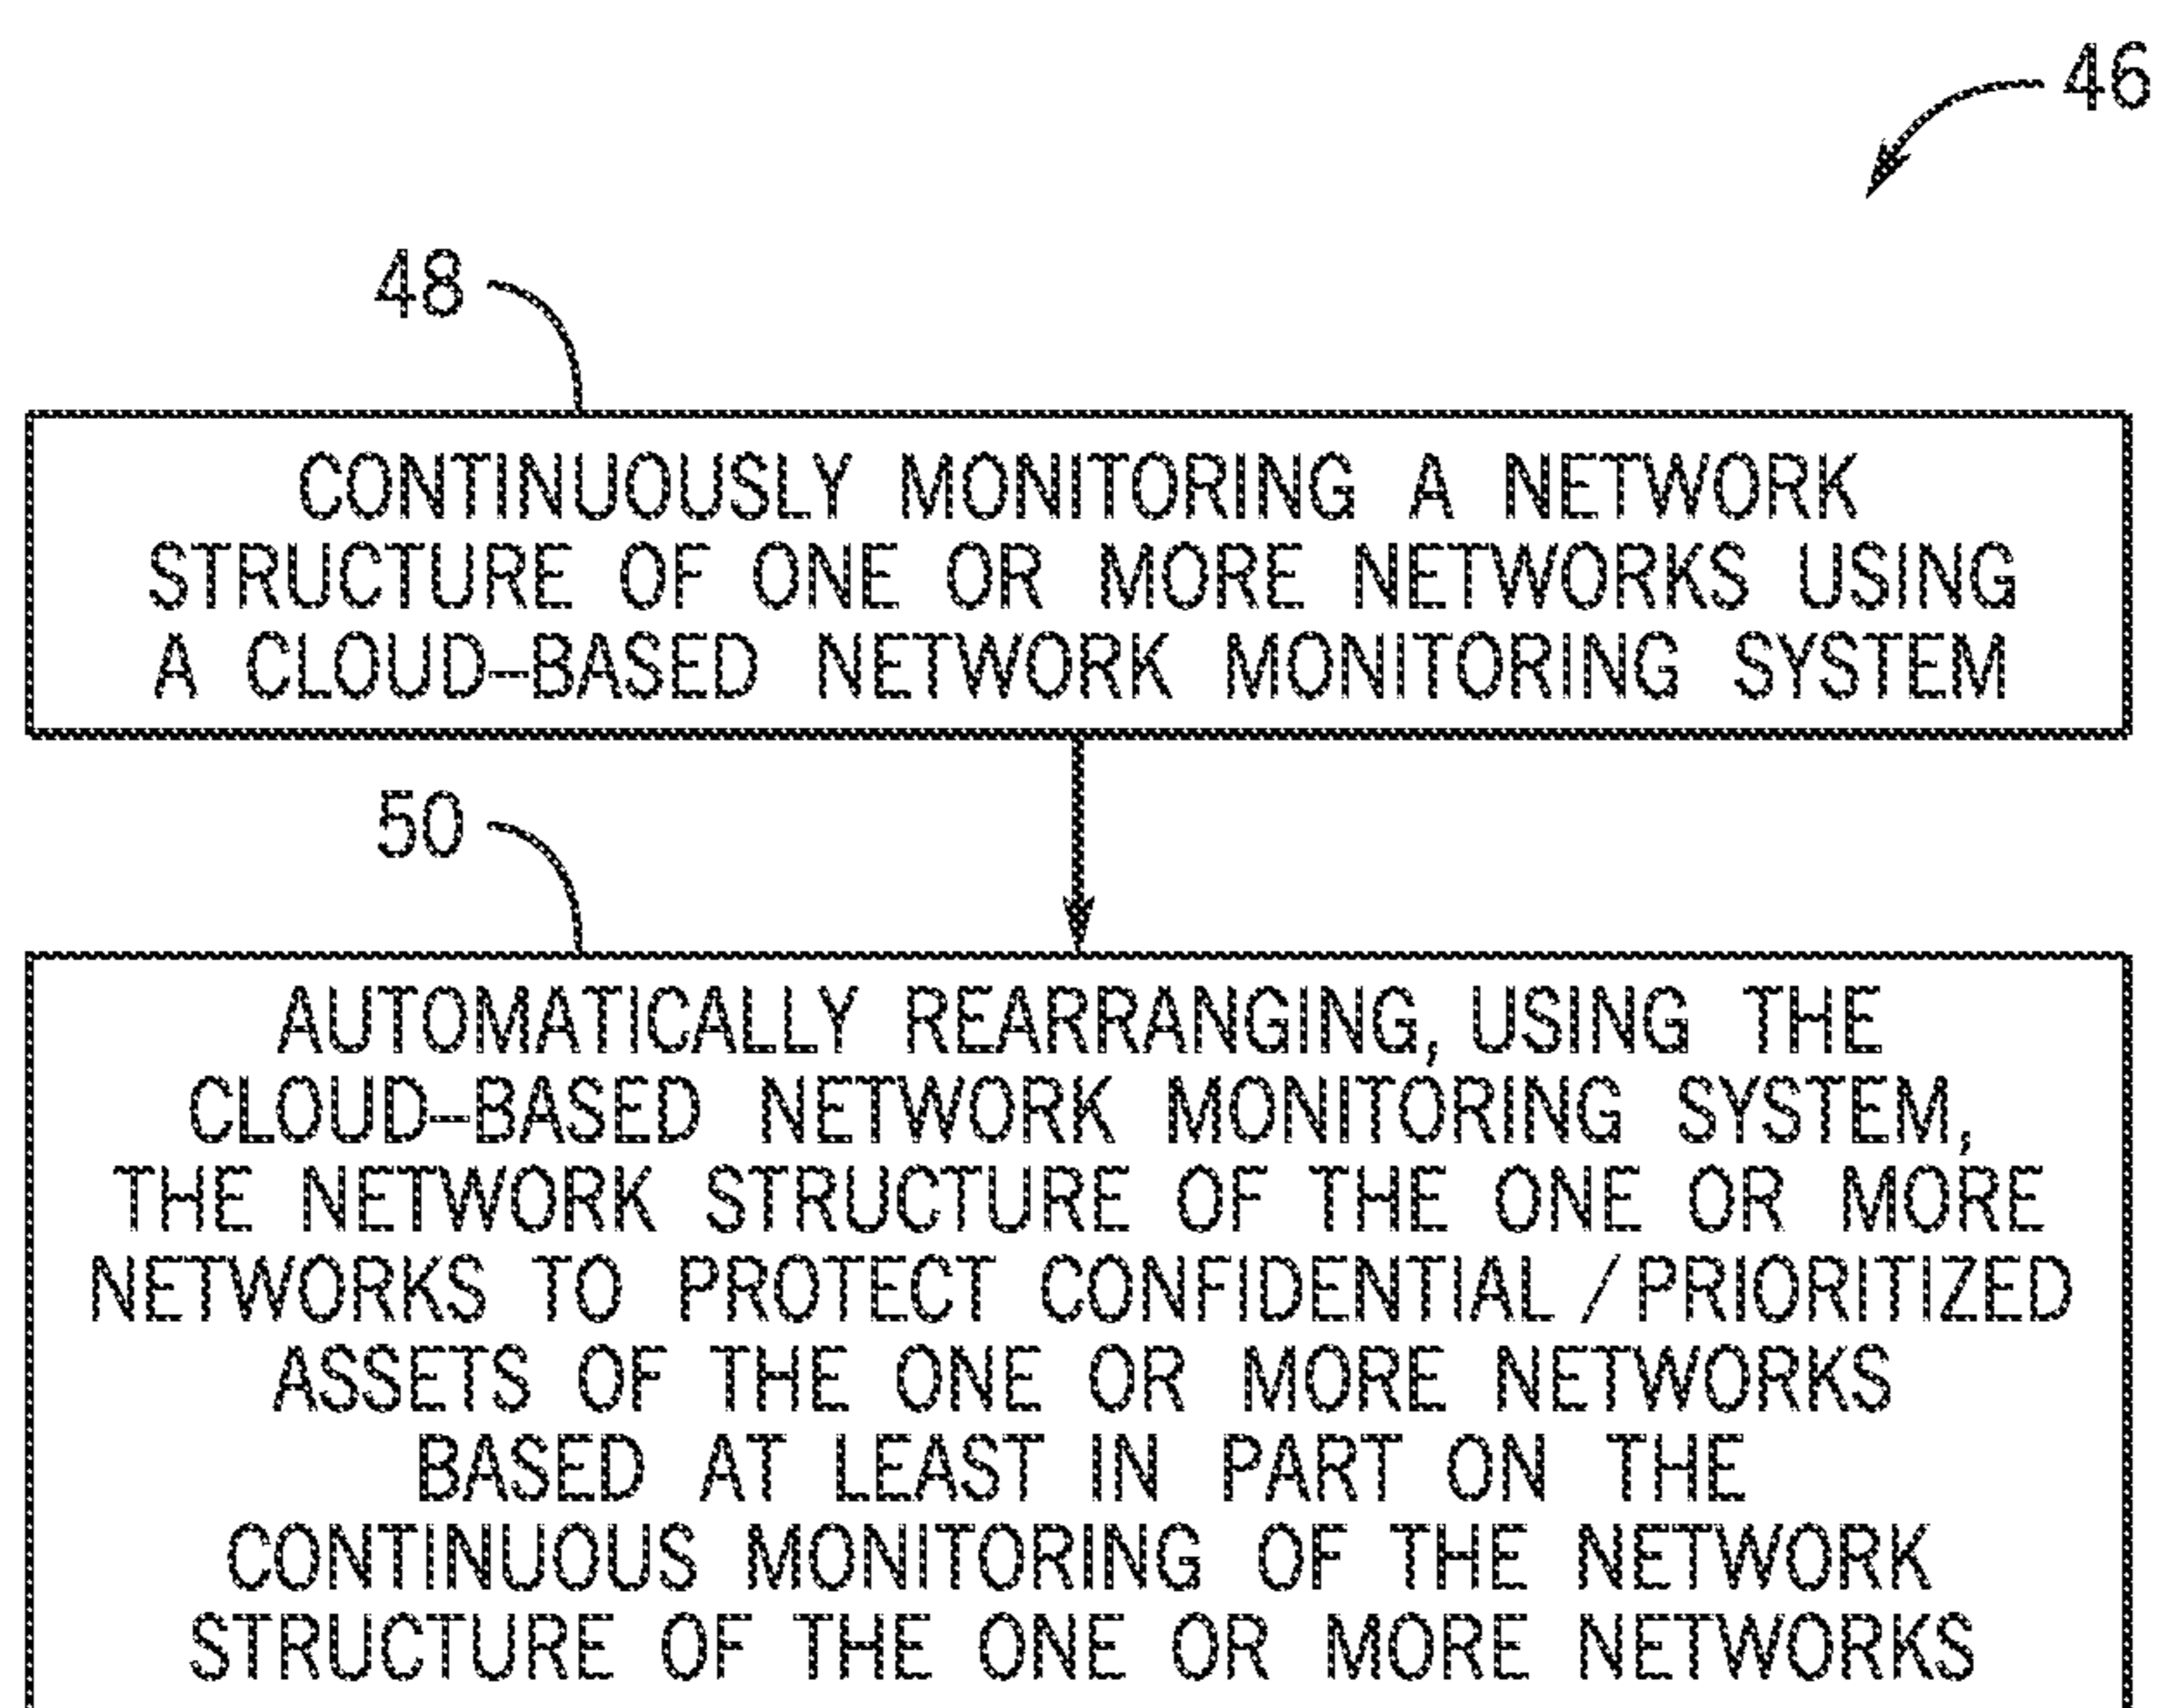 46
48
CONTINUOUSLY MONITORING A NETWORK
STRUCTURE OF ONE OR MORE NETWORKS USING
A CLOUD–BASED NETWORK MONITORING SYSTEM
50
AUTOMATICALLY REARRANGING, USING THE
CLOUD–BASED NETWORK MONITORING SYSTEM,
THE NETWORK STRUCTURE OF THE ONE OR MORE
NETWORKS TO PROTECT CONFIDENTIAL/PRIORITIZED
ASSETS OF THE ONE OR MORE NETWORKS
BASED AT LEAST IN PART ON THE
CONTINUOUS MONITORING OF THE NETWORK
STRUCTURE OF THE ONE OR MORE NETWORKS